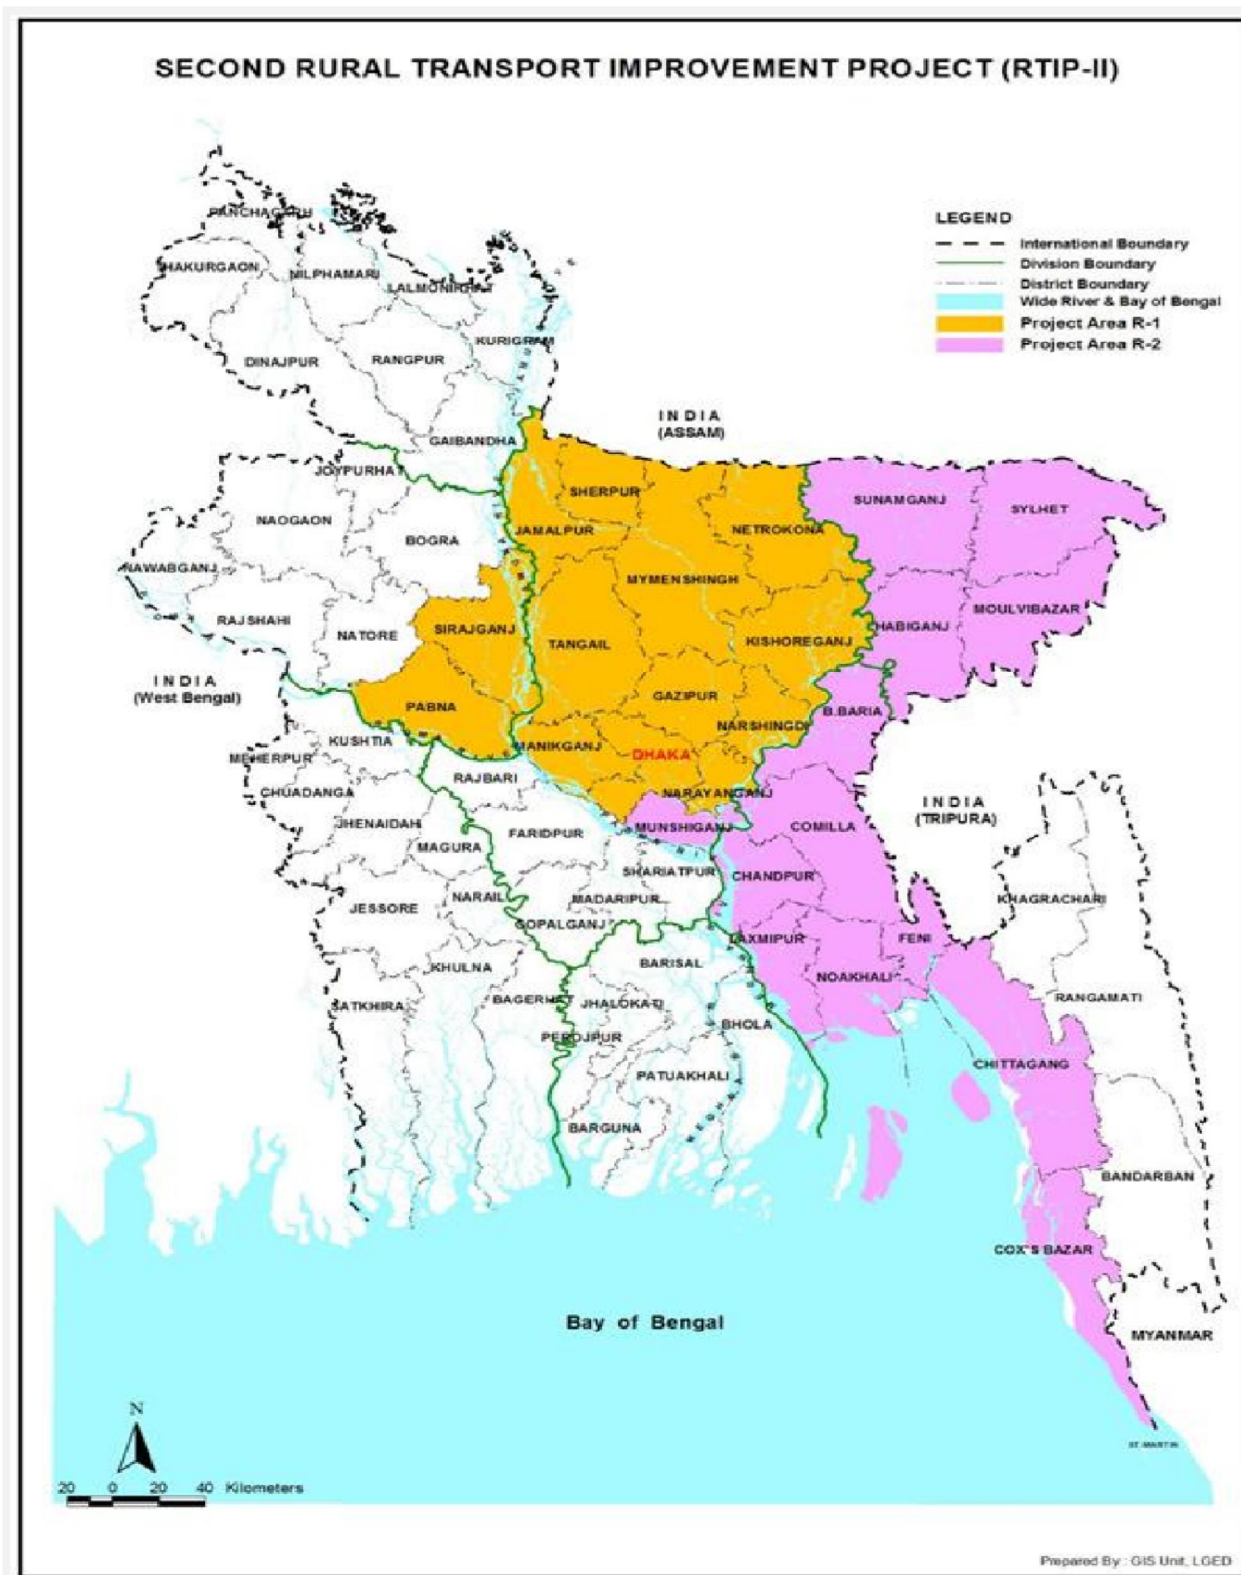 SECOND RURAL TRANSPORT IMPROVEMENT PROJECT (RTIP-II)
LEGEND
International Boundary
Division Boundary
District Boundary
Wide River & Bay of Bengal
Project Area R-1
Project Area R-2
PANCHAGARH
THAKURGAON
NILPHAMARI
LALMONIRHAT
KURIGRAM
DINAJPUR
RANGPUR
GAIBANDHA
INDIA
(ASSAM)
JOYPURHAT
NAOGAON
BOGRA
SHERPUR
JAMALPUR
NETROKONA
SUNAMGANJ
SYLHET
NAWABGANJ
MYMENSHINGH
RAJSHAHI
NATORE
SIRAJGANJ
TANGAIL
KISHOREGANJ
HABIGANJ
MOULVIBAZAR
INDIA
(West Bengal)
PABNA
GAZIPUR
NARSHINGDI
B.BARIA
KUSHTIA
MANIKGANJ
DHAKA
MEHERPUR
RAJBARI
CHUADANGA
NARAYANGANJ
INDIA
(TRIPURA)
JHENAIDAH
MAGURA
FARIDPUR
MUNSHIGANJ
COMILLA
SHARIATPUR
CHANDPUR
JESSORE
NARAIL
MADARIPUR
KHAGRACHARI
GOPALGANJ
LAXMIPUR
FENI
KHULNA
BARISAL
NOAKHALI
SATKHIRA
BAGERHAT
JHALOKATI
RANGAMATI
PEROJPUR
BHOLA
PATUAKHALI
CHITTAGANG
BARGUNA
BANDARBAN
COX'S BAZAR
Bay of Bengal
MYANMAR
ST.MARTIN
N
20 0 20 40 Kilometers
Prepared By : GIS Unit, LGED